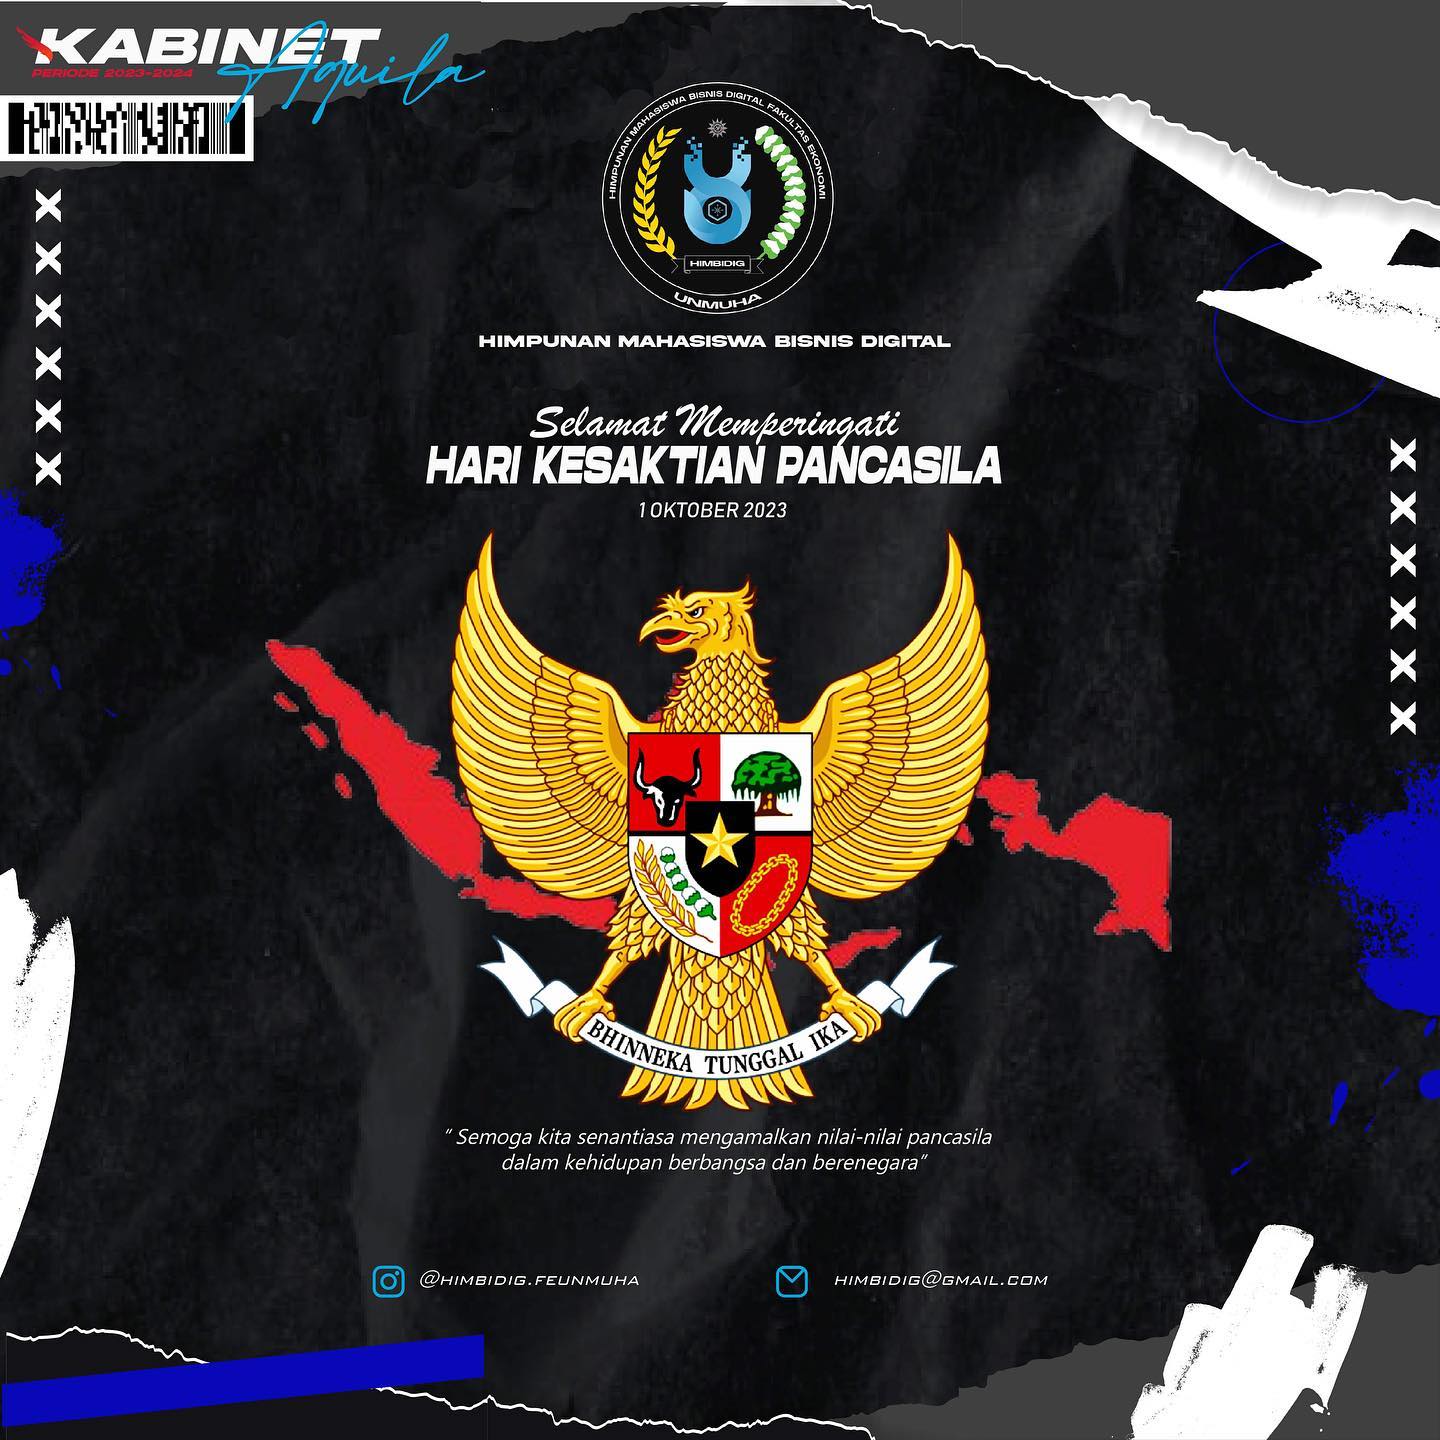 KABINET
Aquila
PERIODE 2023-2024
HIMPUNAN MAHASISWA BISNIS DIGITAL FAKULTAS EKONOMI
HIMBIDIG
UNMUHA
HIMPUNAN MAHASISWA BISNIS DIGITAL
Selamat Memperingati
HARI KESAKTIAN PANCASILA
1 OKTOBER 2023
BHINNEKA TUNGGAL IKA
" Semoga kita senantiasa mengamalkan nilai-nilai pancasila
dalam kehidupan berbangsa dan berenegara"
@HIMBIDIG.FEUNMUHA
HIMBIDIG@GMAIL.COM